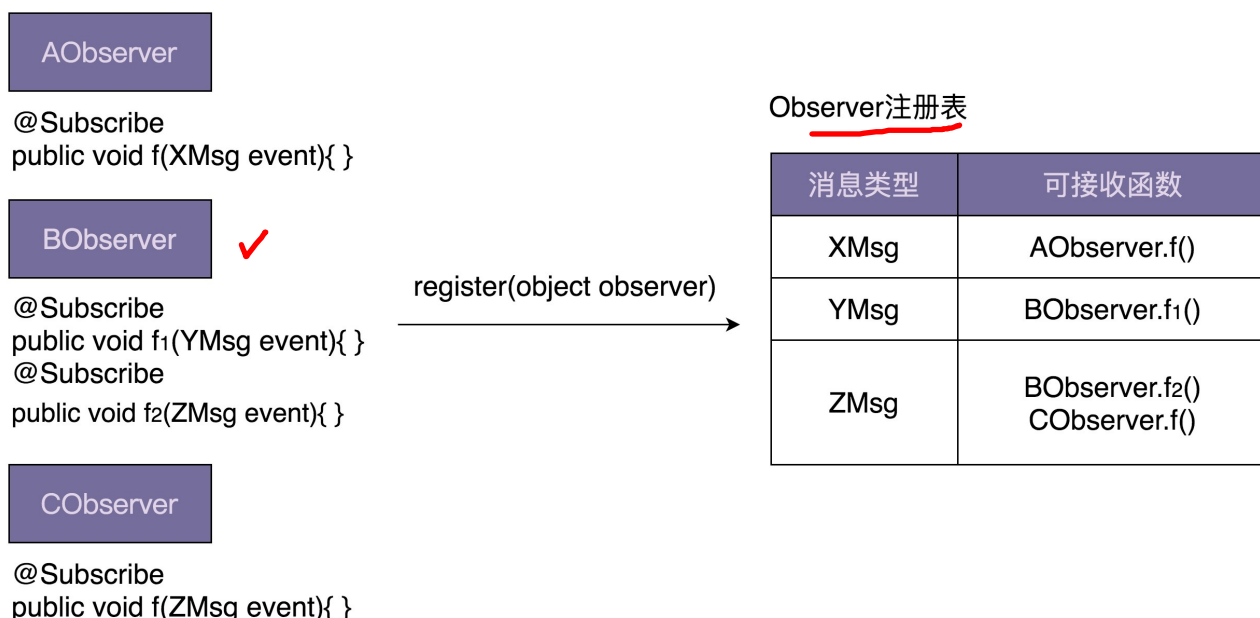 AObserver
@Subscribe
public void f(XMsg event){ }
BObserver
@Subscribe
public void f1(YMsg event){ }
@Subscribe
public void f2(ZMsg event){ }
CObserver
@Subscribe
public void f(ZMsg event){ }
register(object observer)
Observer注册表
消息类型 可接收函数
XMsg AObserver.f()
YMsg BObserver.f1()
ZMsg BObserver.f2()
CObserver.f()